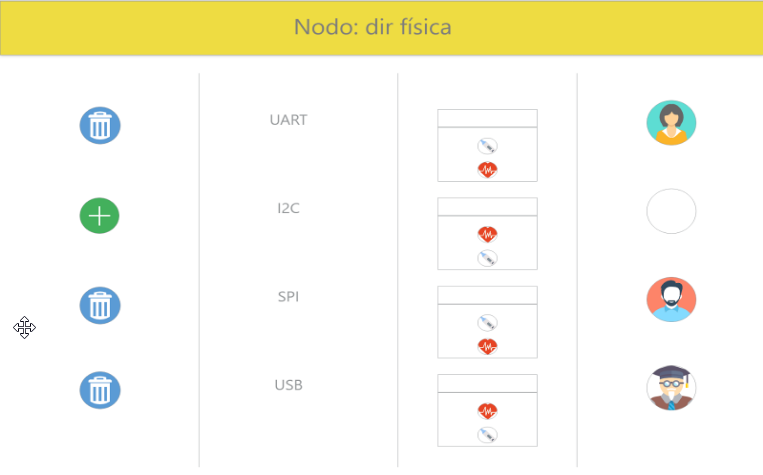 Nodo: dir física
UART
I2C
SPI
USB